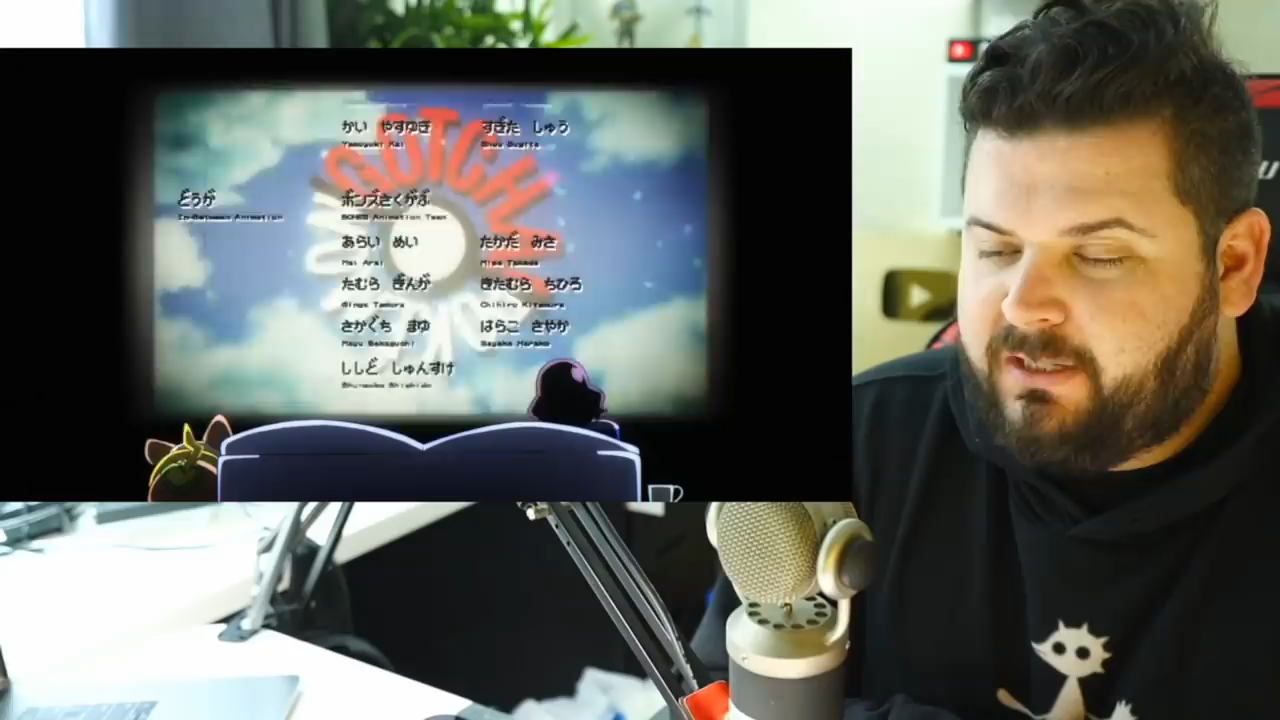 GOTCHA!
かい　やすゆき　　すぎた　しゅう
Yasuyuki Kai　　Shuu Sugita
どうが　　ボンズさくがぶ
In-Between Animation　　BONES Animation Team
あらい　めい　　たかだ　みさ
Mei Arai　　Misa Takada
たむら　ぎんが　　きたむら　ちひろ
Ginga Tamura　　Chihiro Kitamura
さかぐち　まゆ　　はらこ　さやか
Mayu Sakaguchi　　Sayaka Harako
ししど　しゅんすけ
Shunsuke Shishido